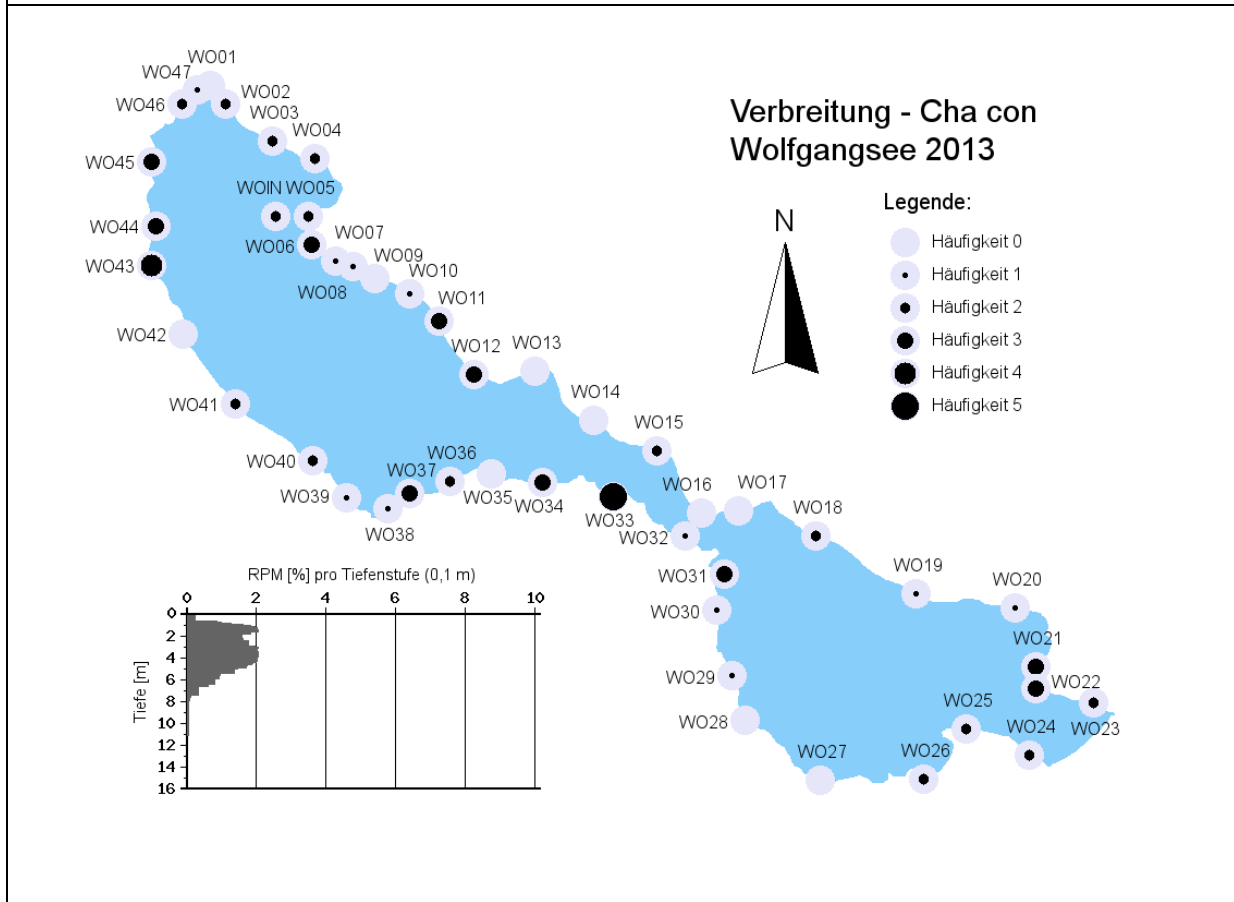 Verbreitung - Cha con
Wolfgangsee 2013
Legende:
Häufigkeit 0
Häufigkeit 1
Häufigkeit 2
Häufigkeit 3
Häufigkeit 4
Häufigkeit 5
N
WO01
WO47
WO46
WO02
WO03
WO04
WO45
WOIN
WO05
WO44
WO06
WO07
WO43
WO08
WO09
WO10
WO11
WO42
WO12
WO13
WO41
WO14
WO15
WO40
WO39
WO38
WO37
WO36
WO35
WO34
WO33
WO32
WO16
WO17
WO18
WO31
WO30
WO19
WO20
WO21
WO29
WO22
WO23
WO28
WO25
WO24
WO27
WO26
RPM [%] pro Tiefenstufe (0,1 m)
0 2 4 6 8 10
Tiefe [m]
0
2
4
6
8
10
12
14
16